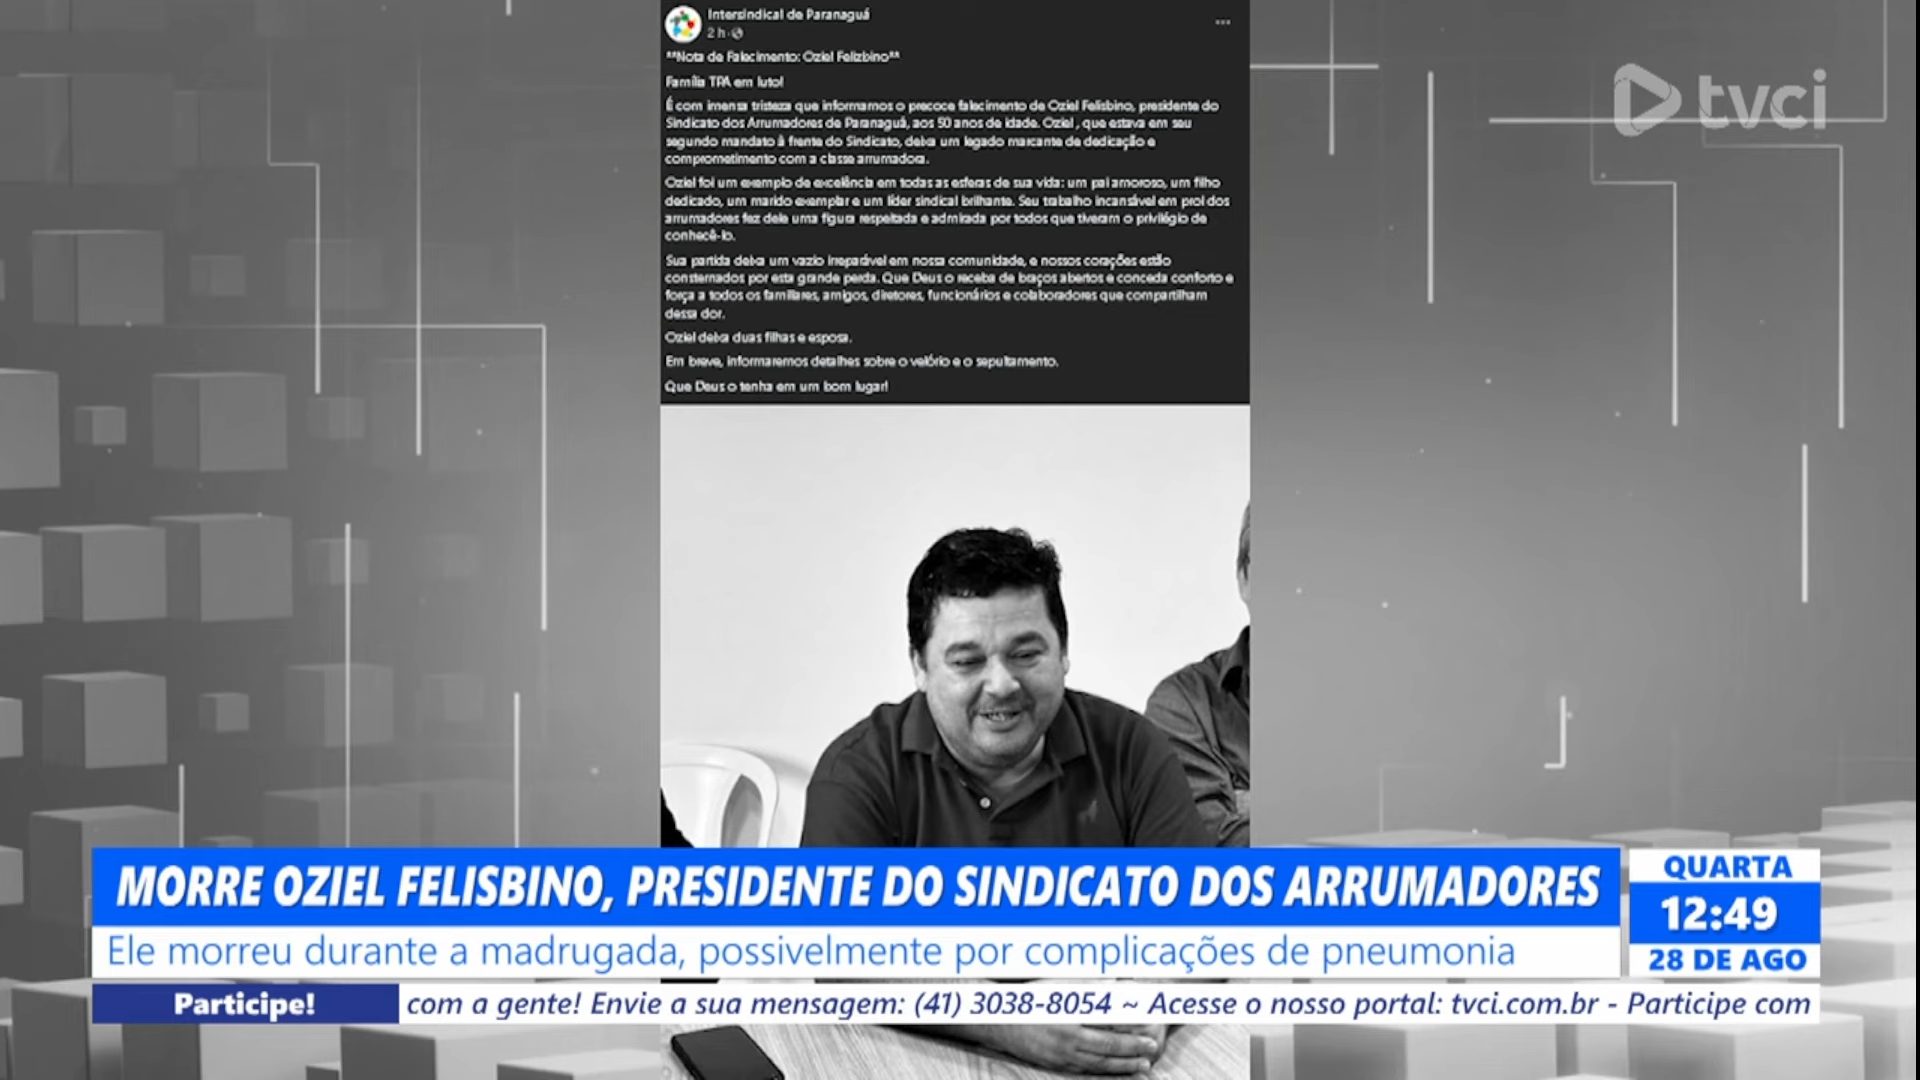 Intersindical de Paranaguá
2 h
**Nota de Falecimento: Oziel Felizbino**
Família TPA em luto!
É com imensa tristeza que informamos o precoce falecimento de Oziel Felisbino, presidente do
Sindicato dos Arrumadores de Paranaguá, aos 50 anos de idade. Oziel , que estava em seu
segundo mandato à frente do Sindicato, deixa um legado marcante de dedicação e
comprometimento com a classe arrumadora.
Oziel foi um exemplo de excelência em todas as esferas de sua vida: um pai amoroso, um filho
dedicado, um marido exemplar e um líder sindical brilhante. Seu trabalho incansável em prol dos
arrumadores fez dele uma figura respeitada e admirada por todos que tiveram o privilégio de
conhecê-lo.
Sua partida deixa um vazio irreparável em nossa comunidade, e nossos corações estão
consternados por esta grande perda. Que Deus o receba de braços abertos e conceda conforto e
força a todos os familiares, amigos, diretores, funcionários e colaboradores que compartilham
dessa dor.
Oziel deixa duas filhas e esposa.
Em breve, informaremos detalhes sobre o velório e o sepultamento.
Que Deus o tenha em um bom lugar!
tvci
MORRE OZIEL FELISBINO, PRESIDENTE DO SINDICATO DOS ARRUMADORES
Ele morreu durante a madrugada, possivelmente por complicações de pneumonia
QUARTA
12:49
28 DE AGO
Participe!
com a gente! Envie a sua mensagem: (41) 3038-8054 ~ Acesse o nosso portal: tvci.com.br - Participe com